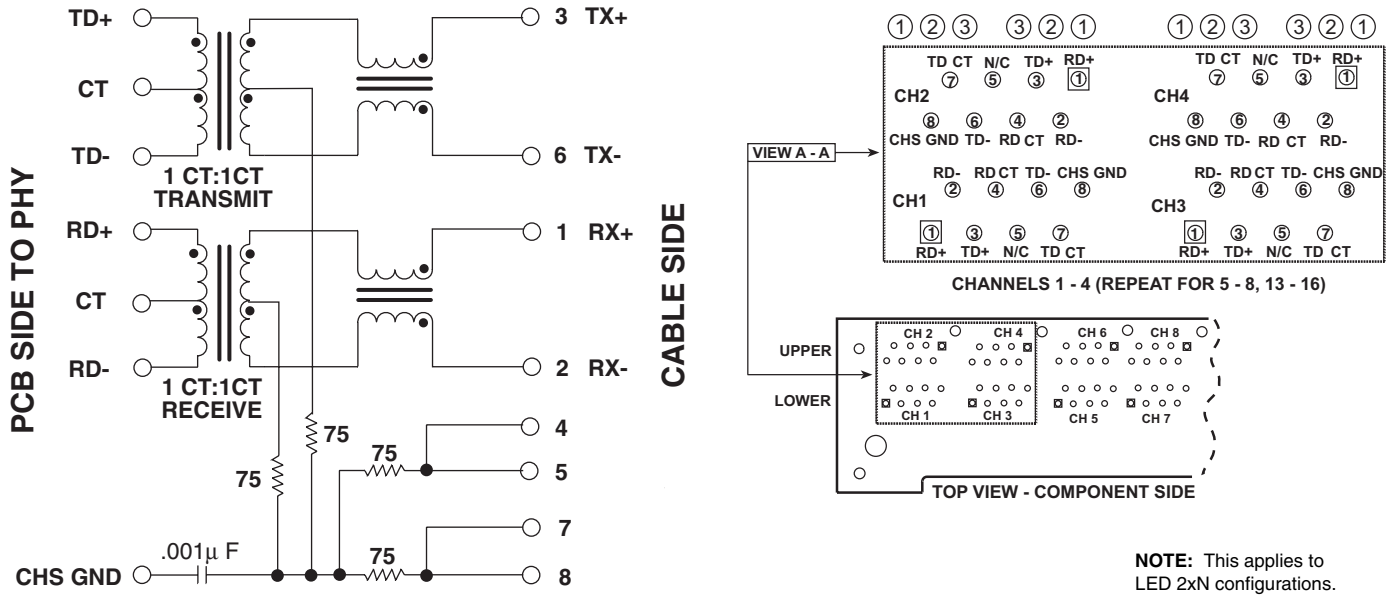 TD+
CT
TD-
1 CT:1CT
TRANSMIT
RD+
CT
RD-
1 CT:1CT
RECEIVE
PCB SIDE TO PHY
3 TX+
6 TX-
1 RX+
2 RX-
75
75
75
4
5
7
75
8
.001µ F
CHS GND
CABLE SIDE
1 2 3 3 2 1 1 2 3 3 2 1
TD CT N/C TD+ RD+ TD CT N/C TD+ RD+
7 5 3 1 7 5 3 1
CH2 CH4
8 6 4 2 8 6 4 2
CHS GND TD- RD CT RD- CHS GND TD- RD CT RD-
VIEW A - A
RD- RD CT TD- CHS GND RD- RD CT TD- CHS GND
2 4 6 8 2 4 6 8
CH1 CH3
1 3 5 7 1 3 5 7
RD+ TD+ N/C TD CT RD+ TD+ N/C TD CT
CHANNELS 1 - 4 (REPEAT FOR 5 - 8, 13 - 16)
CH 2 CH 4 CH 6 CH 8
UPPER
LOWER
CH 1 CH 3 CH 5 CH 7
TOP VIEW - COMPONENT SIDE
NOTE: This applies to
LED 2xN configurations.